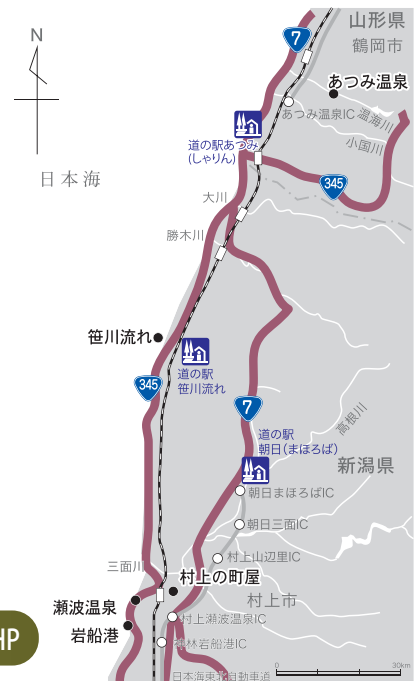 山形県
鶴岡市
7
N
あつみ温泉
あつみ温泉IC
温海川
小国川
道の駅あつみ
(しゃりん)
345
日本海
大川
勝木川
笹川流れ
道の駅
笹川流れ
345
7
道の駅
朝日(まほろば)
高根川
新潟県
朝日まほろばIC
朝日三面IC
村上山辺里IC
三面川
村上の町屋
瀬波温泉
村上市
村上瀬波温泉IC
岩船港
神林岩船港IC
HP
日本海東北自動車道
0
30km